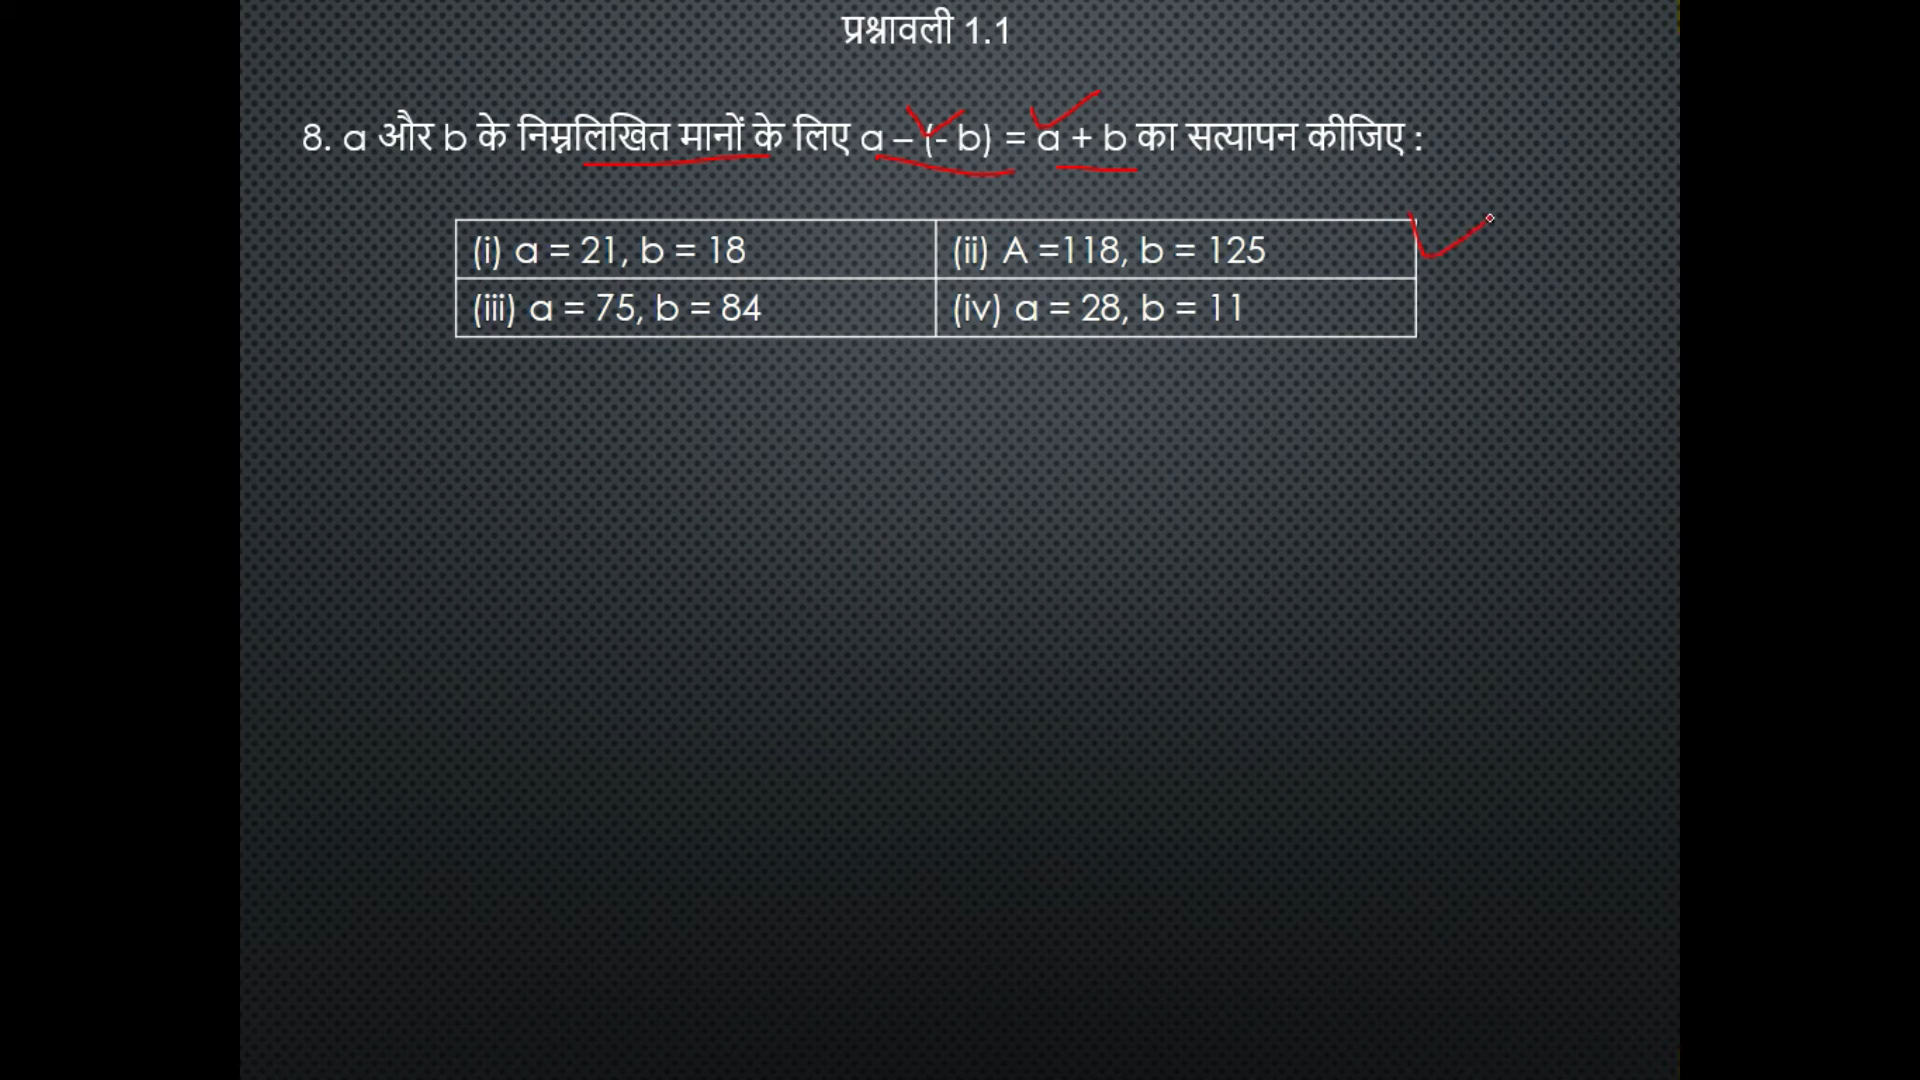 प्रश्नावली 1.1
8. a और b के निम्नलिखित मानों के लिए a – (- b) = a + b का सत्यापन कीजिए :
(i) a = 21, b = 18
(ii) A =118, b = 125
(iii) a = 75, b = 84
(iv) a = 28, b = 11